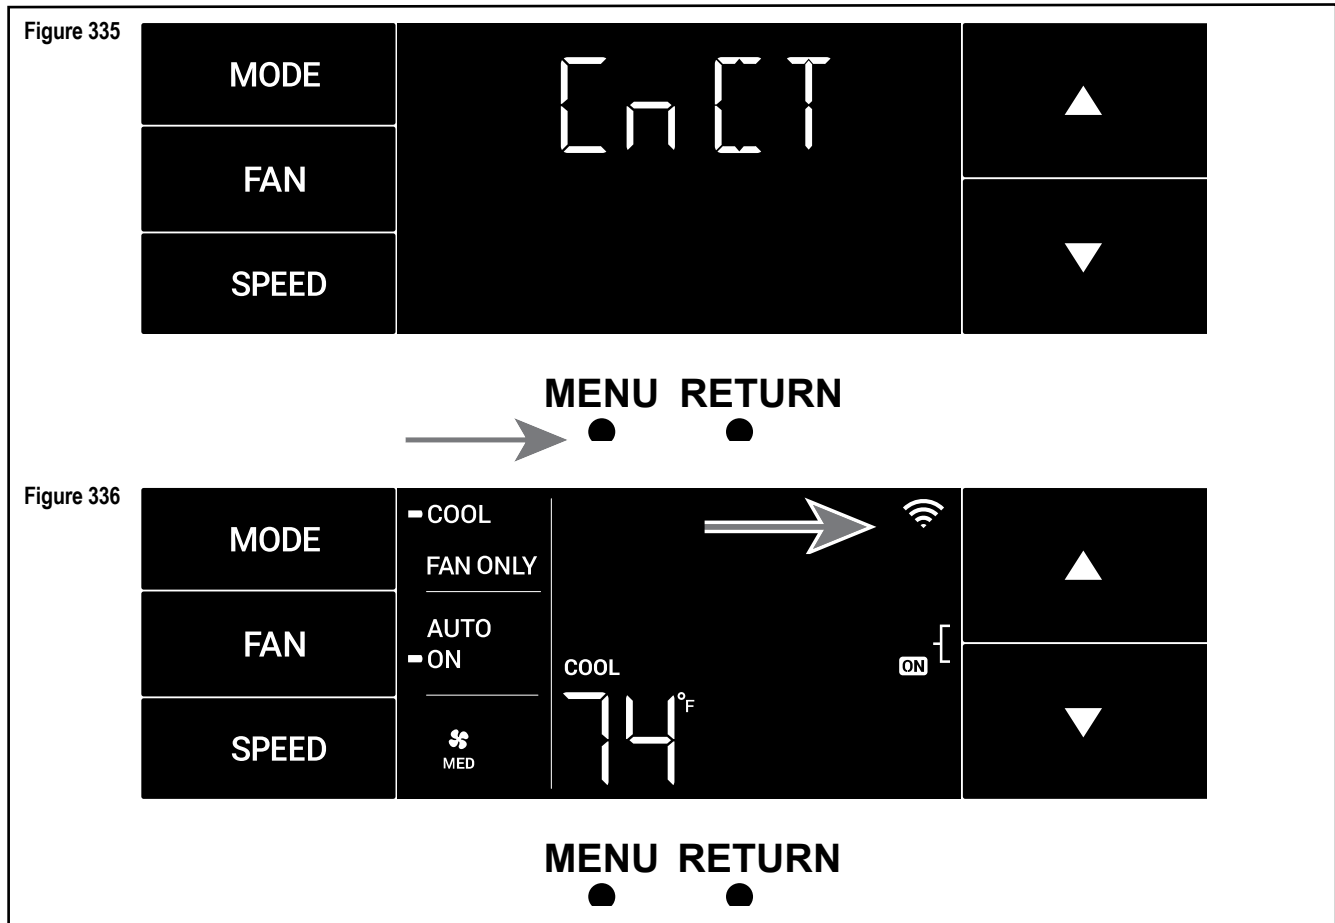 Figure 335
MODE
FAN
SPEED
CnCT
MENU RETURN
Figure 336
MODE
FAN
SPEED
COOL
FAN ONLY
AUTO
ON
MED
COOL
74°F
ON
MENU RETURN